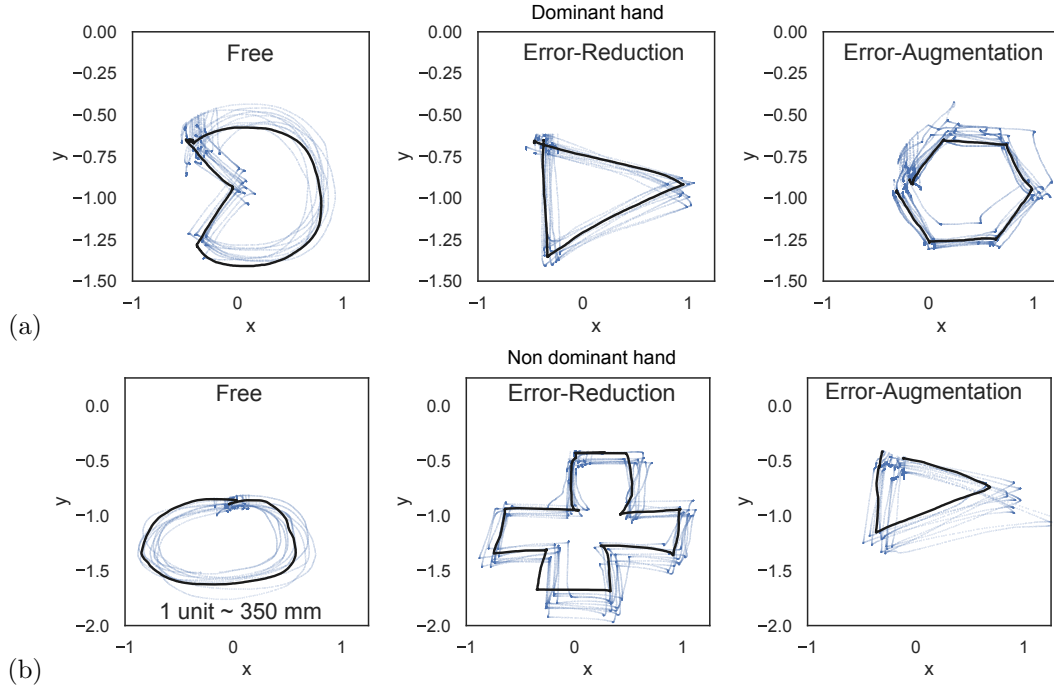 Dominant hand
Free
Error-Reduction
Error-Augmentation
0.00
−0.25
−0.50
−0.75
−1.00
−1.25
−1.50
y
−1 0 1
x
0.00
−0.25
−0.50
−0.75
−1.00
−1.25
−1.50
y
−1 0 1
x
0.00
−0.25
−0.50
−0.75
−1.00
−1.25
−1.50
y
−1 0 1
x
(a)
Non dominant hand
Free
Error-Reduction
Error-Augmentation
0.0
−0.5
−1.0
−1.5
−2.0
y
1 unit ~ 350 mm
−1 0 1
x
0.0
−0.5
−1.0
−1.5
−2.0
y
−1 0 1
x
0.0
−0.5
−1.0
−1.5
−2.0
y
−1 0 1
x
(b)